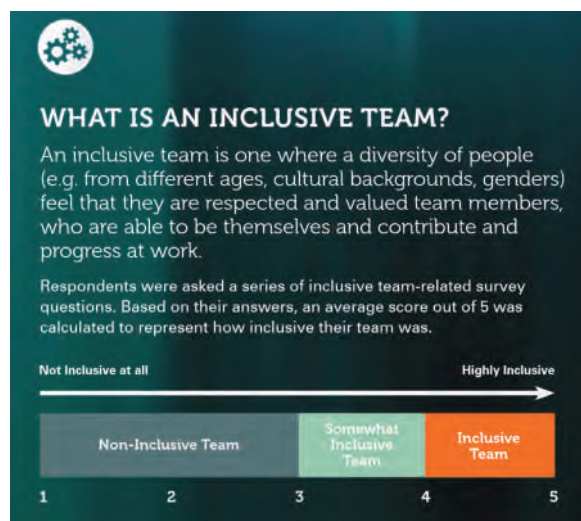 WHAT IS AN INCLUSIVE TEAM?
An inclusive team is one where a diversity of people
(e.g. from different ages, cultural backgrounds, genders)
feel that they are respected and valued team members,
who are able to be themselves and contribute and
progress at work.
Respondents were asked a series of inclusive team-related survey
questions. Based on their answers, an average score out of 5 was
calculated to represent how inclusive their team was.
Not Inclusive at all Highly Inclusive
Non-Inclusive Team
Somewhat
Inclusive
Team
Inclusive
Team
1 2 3 4 5